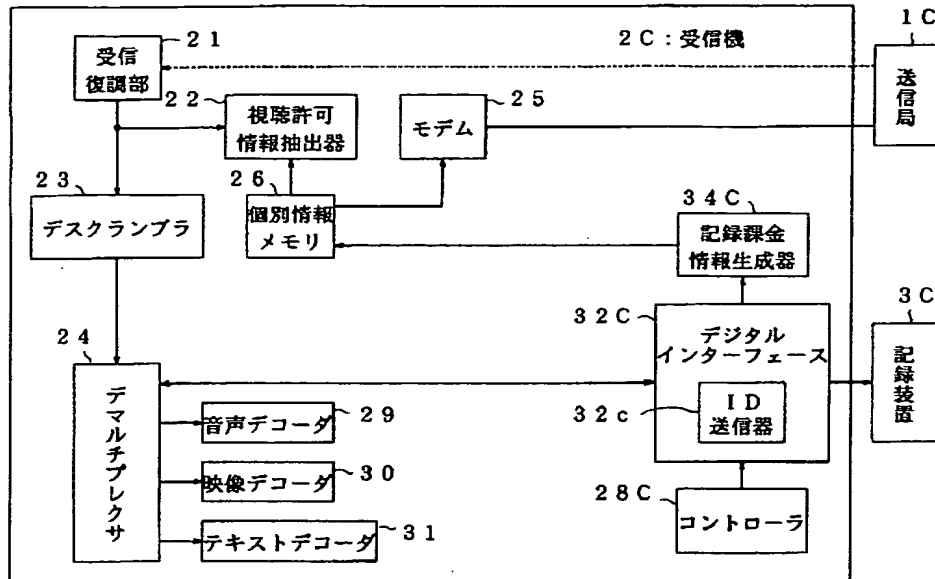 21
受信
復調部
2C：受信機
1C
送信局
22
視聴許可
情報抽出器
25
モデム
23
デスクランブラ
26
個別情報
メモリ
34C
記録課金
情報生成器
32C
デジタル
インターフェース
3C
記録装置
24
デマルチプレクサ
32c
ID
送信器
29
音声デコーダ
30
映像デコーダ
28C
コントローラ
31
テキストデコーダ